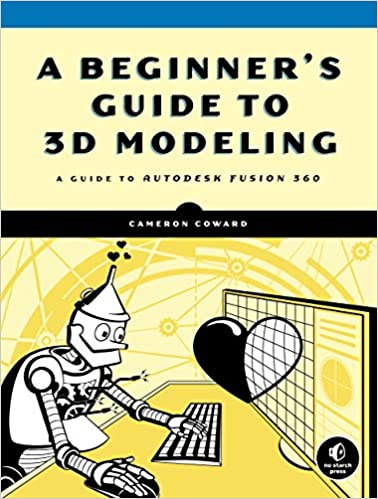 A BEGINNER'S
GUIDE TO
3D MODELING
A GUIDE TO AUTODESK FUSION 360
CAMERON COWARD
no starch
press